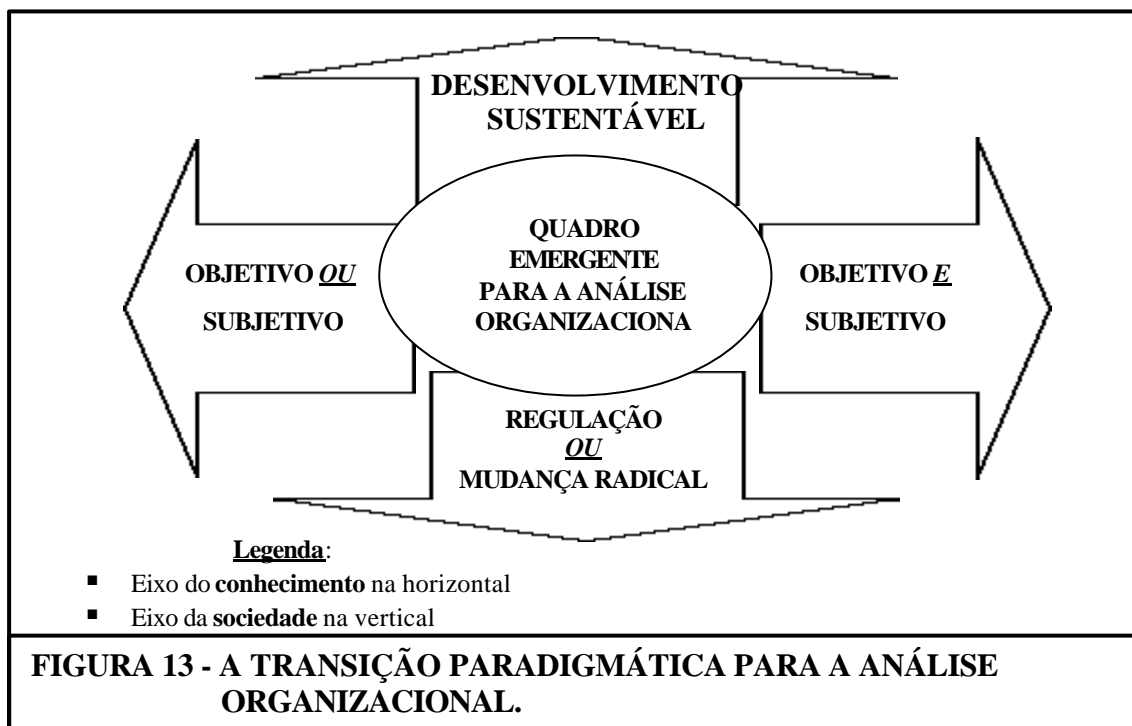 DESENVOLVIMENTO
SUSTENTÁVEL
QUADRO
EMERGENTE
PARA A ANÁLISE
ORGANIZACIONA
OBJETIVO OU
SUBJETIVO
OBJETIVO E
SUBJETIVO
REGULAÇÃO
OU
MUDANÇA RADICAL
Legenda:
▪ Eixo do conhecimento na horizontal
▪ Eixo da sociedade na vertical
FIGURA 13 - A TRANSIÇÃO PARADIGMÁTICA PARA A ANÁLISE
ORGANIZACIONAL.